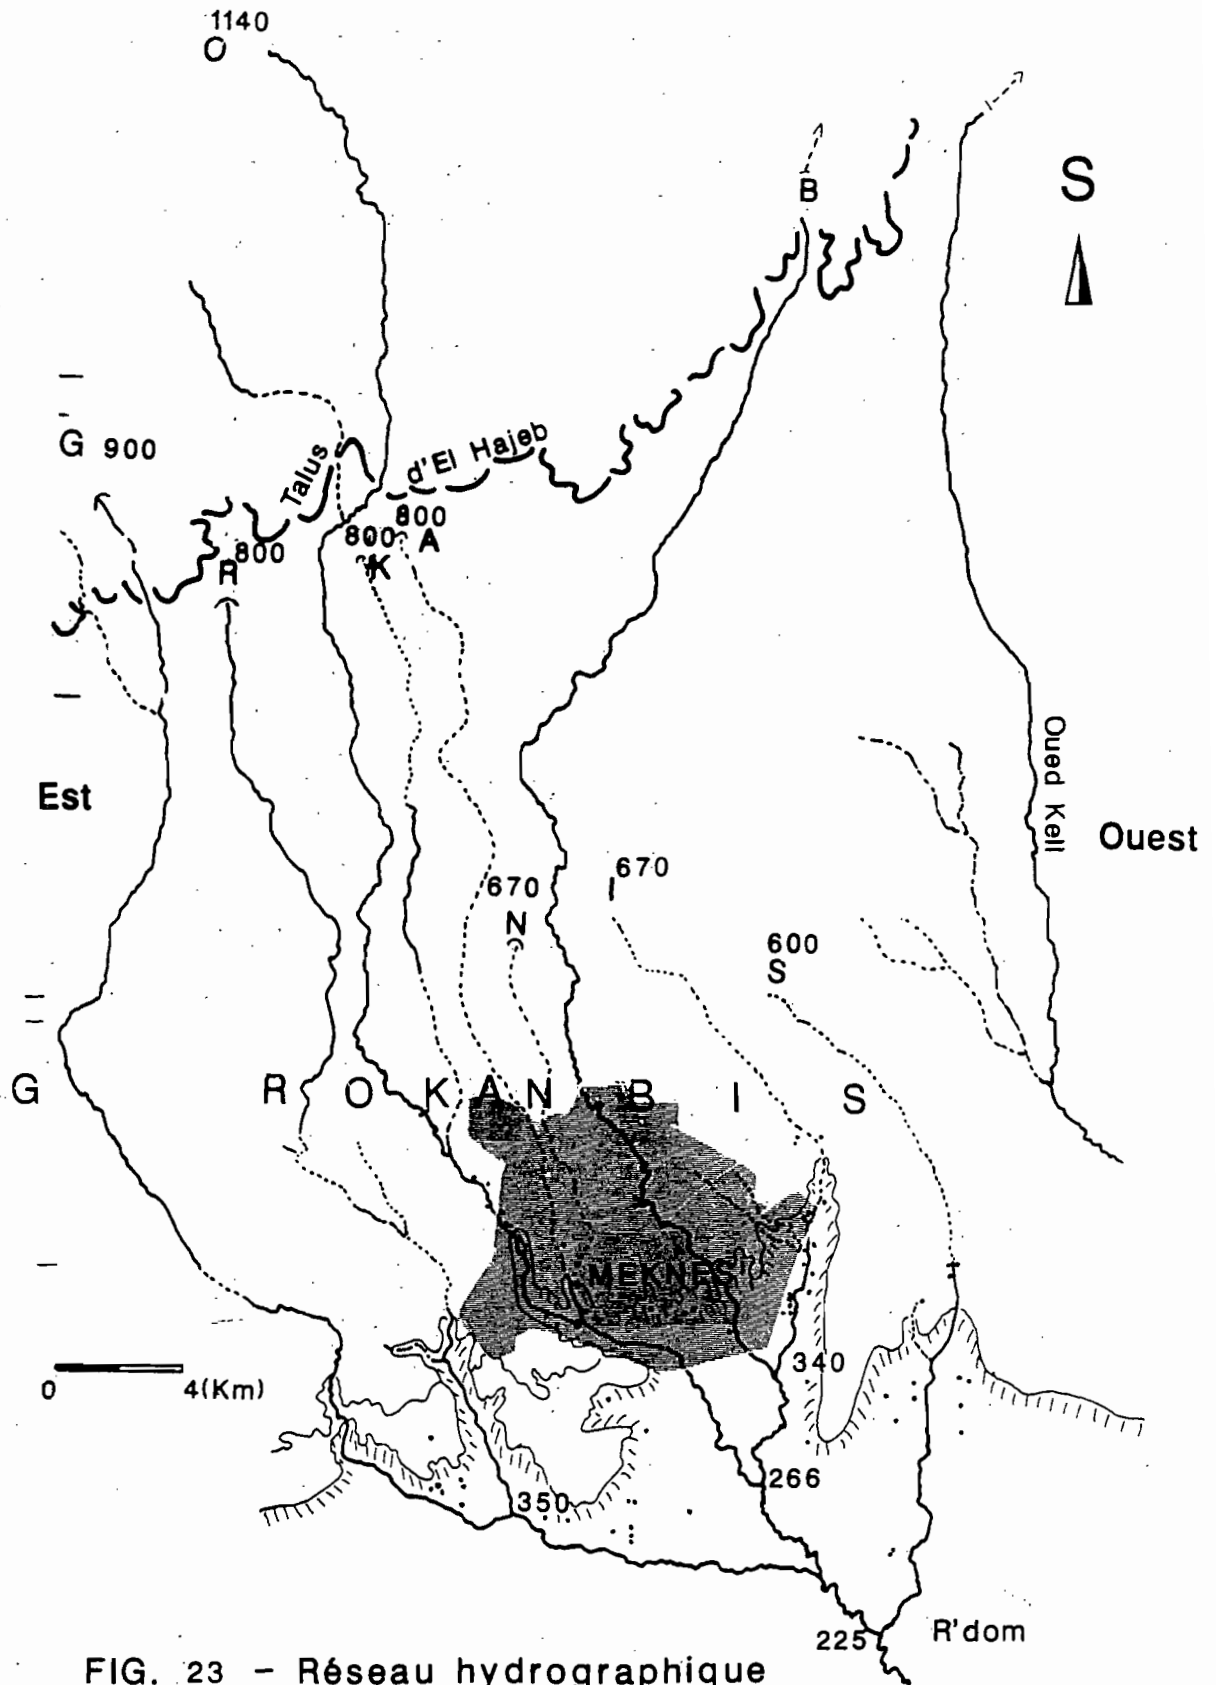 1140
O
S
B
G 900
Talus d'El Hajeb
800
R
800
K
800
A
Est
Oued Kell
Ouest
670
N
670
I
600
S
G R O K A N B I S
MEKNES
340
0 4(Km)
266
350
225
R'dom
FIG. 23 - Réseau hydrographique